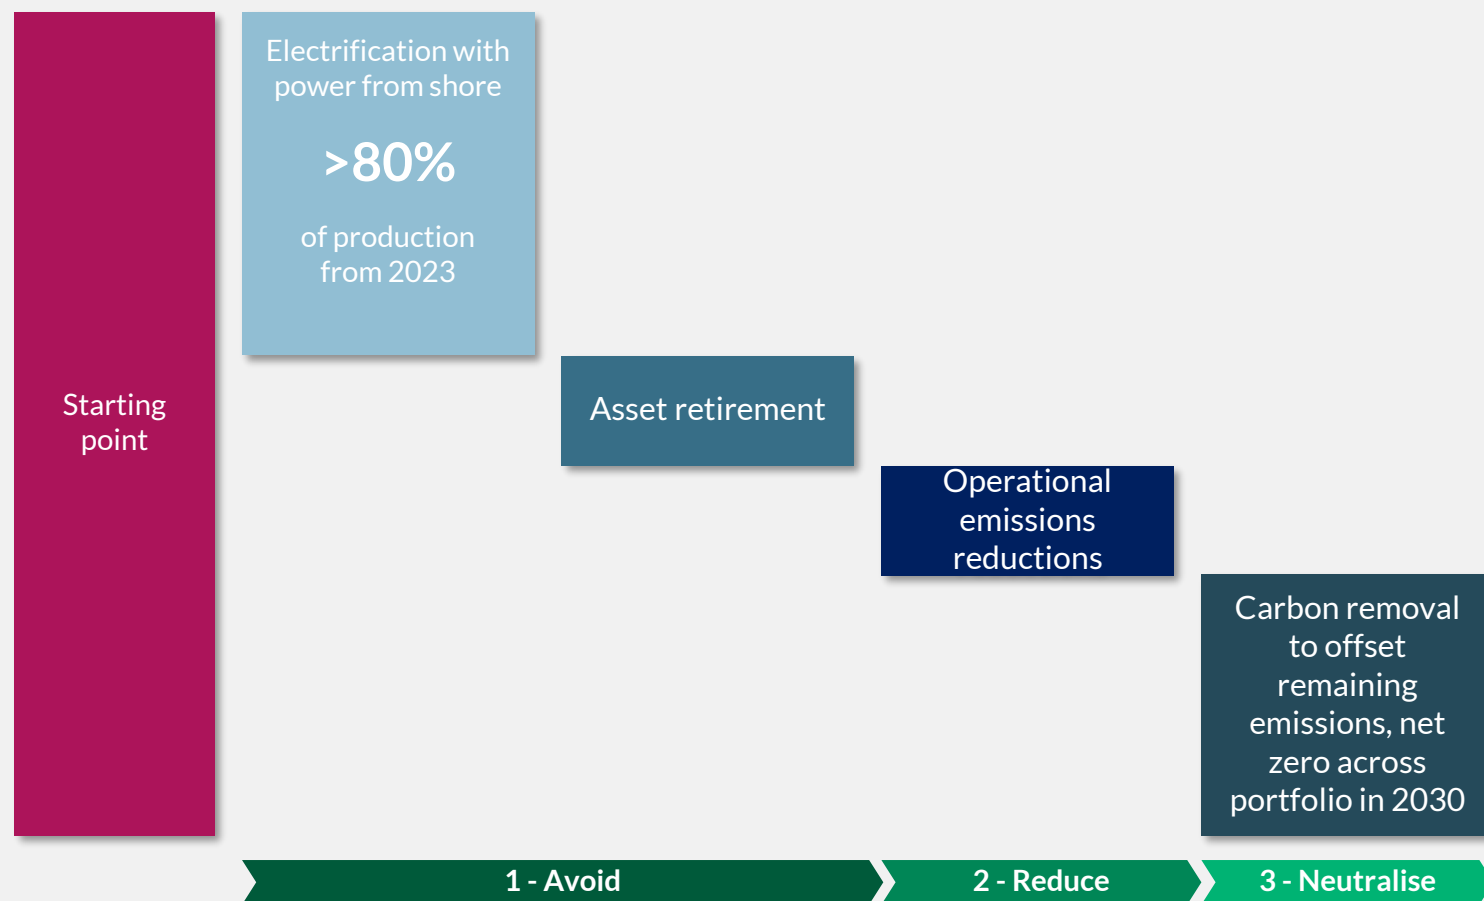 Starting
point
Electrification with
power from shore
>80%
of production
from 2023
Asset retirement
Operational
emissions
reductions
Carbon removal
to offset
remaining
emissions, net
zero across
portfolio in 2030
1 - Avoid
2 - Reduce
3 - Neutralise